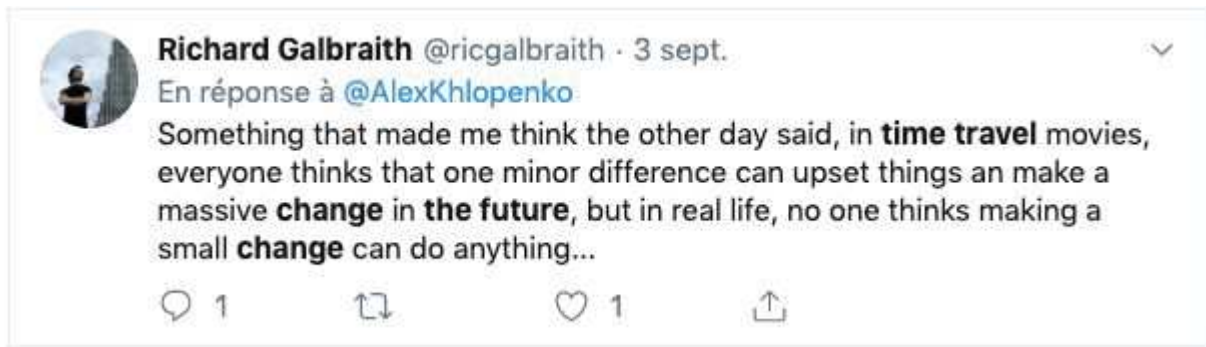 Richard Galbraith @ricgalbraith · 3 sept.
En réponse à @AlexKhlopenko
Something that made me think the other day said, in time travel movies,
everyone thinks that one minor difference can upset things an make a
massive change in the future, but in real life, no one thinks making a
small change can do anything...
1 1